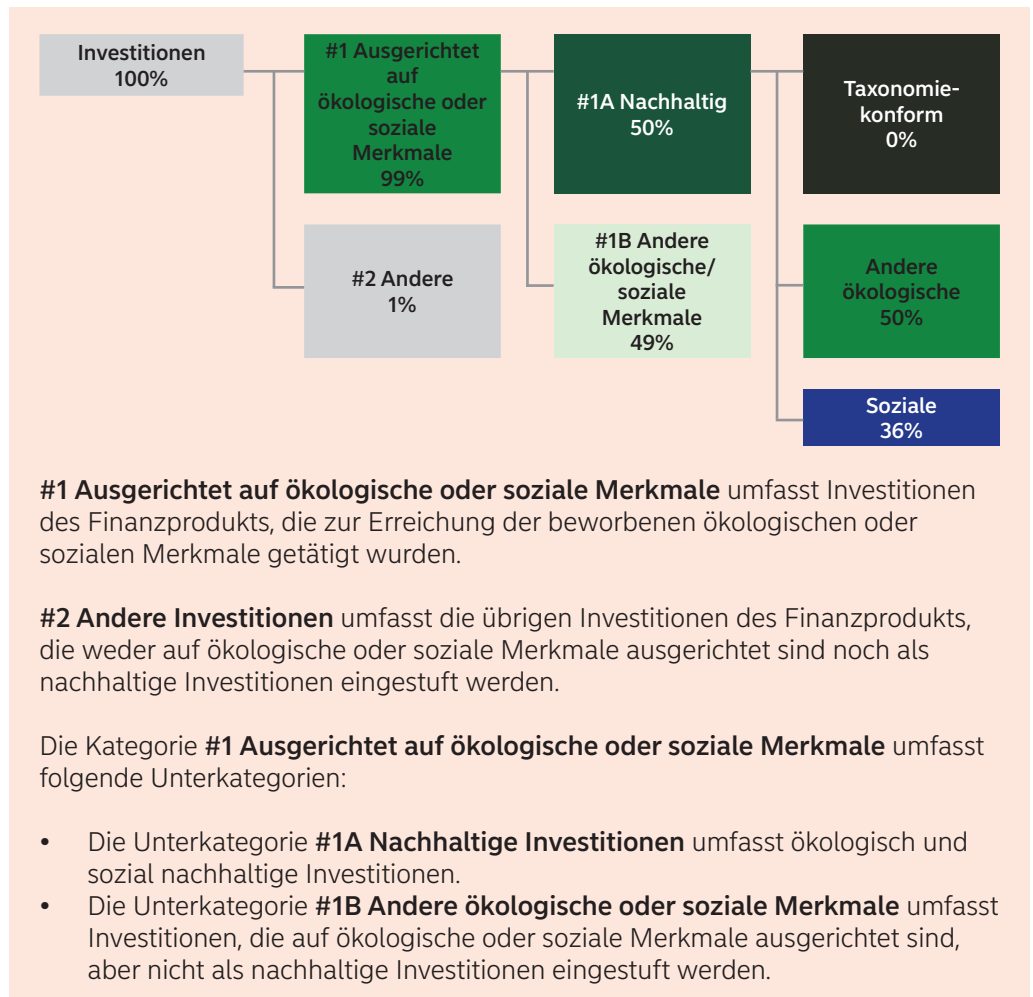 Investitionen
100%
#1 Ausgerichtet
auf
ökologische oder
soziale
Merkmale
99%
#1A Nachhaltig
50%
Taxonomie-
konform
0%
#2 Andere
1%
#1B Andere
ökologische/
soziale
Merkmale
49%
Andere
ökologische
50%
Soziale
36%
#1 Ausgerichtet auf ökologische oder soziale Merkmale umfasst Investitionen
des Finanzprodukts, die zur Erreichung der beworbenen ökologischen oder
sozialen Merkmale getätigt wurden.
#2 Andere Investitionen umfasst die übrigen Investitionen des Finanzprodukts,
die weder auf ökologische oder soziale Merkmale ausgerichtet sind noch als
nachhaltige Investitionen eingestuft werden.
Die Kategorie #1 Ausgerichtet auf ökologische oder soziale Merkmale umfasst
folgende Unterkategorien:
• Die Unterkategorie #1A Nachhaltige Investitionen umfasst ökologisch und
sozial nachhaltige Investitionen.
• Die Unterkategorie #1B Andere ökologische oder soziale Merkmale umfasst
Investitionen, die auf ökologische oder soziale Merkmale ausgerichtet sind,
aber nicht als nachhaltige Investitionen eingestuft werden.